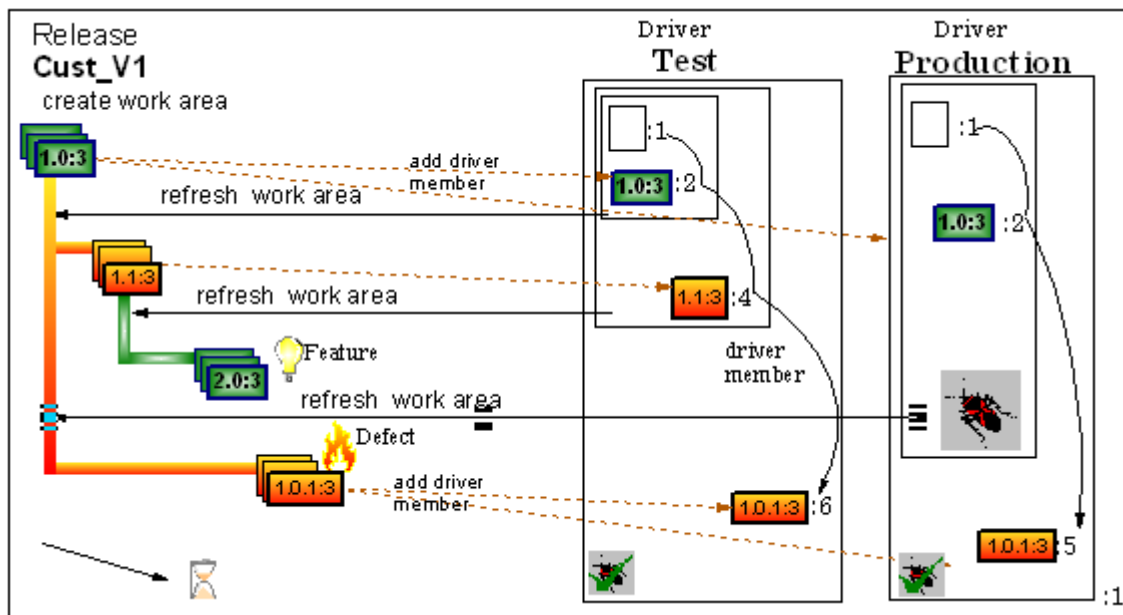 Release
Cust_V1
create work area
Driver
Test
Driver
Production
1.0:3
add driver
member
:1
1.0:3 :2
:1
1.0:3 :2
refresh work area
1.1:3
1.1:3 :4
refresh work area
2.0:3
Feature
driver
member
refresh work area
Defect
1.0.1:3
add driver
member
1.0.1:3 :6
1.0.1:3 :5
:1